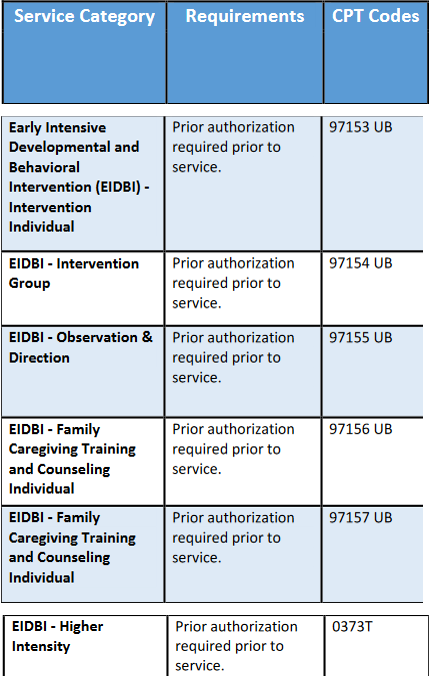 Service Category Requirements CPT Codes
Early Intensive Prior authorization 97153 UB
Developmental and required prior to
Behavioral service.
Intervention (EIDBI) -
Intervention
Individual
EIDBI - Intervention Prior authorization 97154 UB
Group required prior to
service.
EIDBI - Observation & Prior authorization 97155 UB
Direction required prior to
service.
EIDBI - Family Prior authorization 97156 UB
Caregiving Training required prior to
and Counseling service.
Individual
EIDBI - Family Prior authorization 97157 UB
Caregiving Training required prior to
and Counseling service.
Individual
EIDBI - Higher Prior authorization 0373T
Intensity required prior to
service.